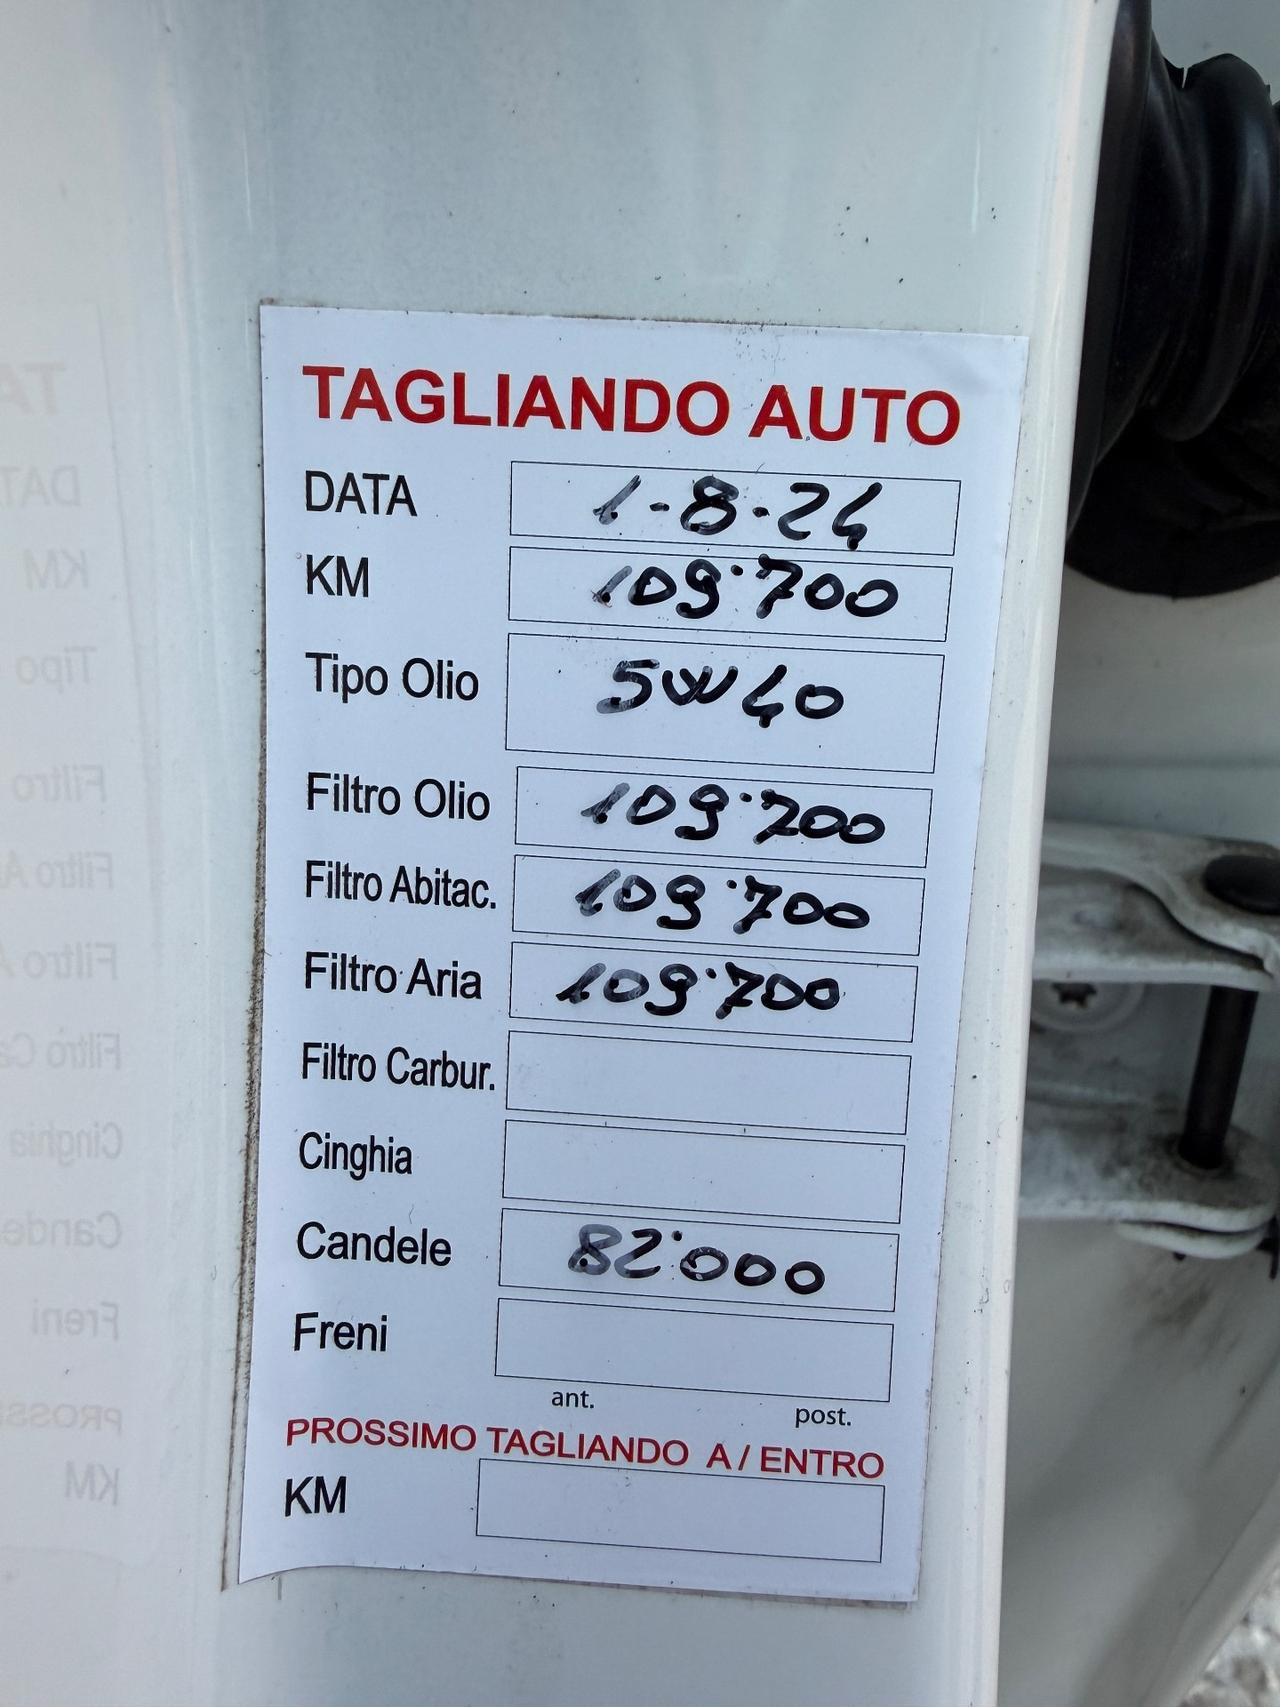 TAGLIANDO AUTO
DATA 1-8-24
KM 109.700
Tipo Olio 5W40
Filtro Olio 109.700
Filtro Abitac. 109.700
Filtro Aria 109.700
Filtro Carbur.
Cinghia
Candele 82.000
Freni
ant. post.
PROSSIMO TAGLIANDO A / ENTRO
KM